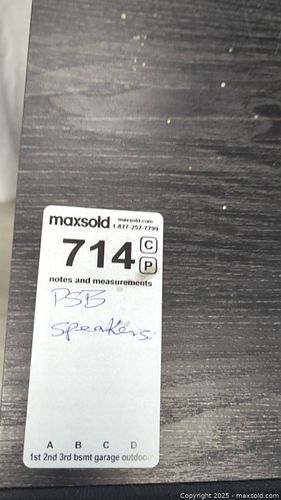 maxsold maxsold.com
1-877-257-7799
714 C
P
notes and measurements
PSB
Speakers.
A B C D
1st 2nd 3rd bsmt garage outdoor
Copyright © 2025 - maxsold.com